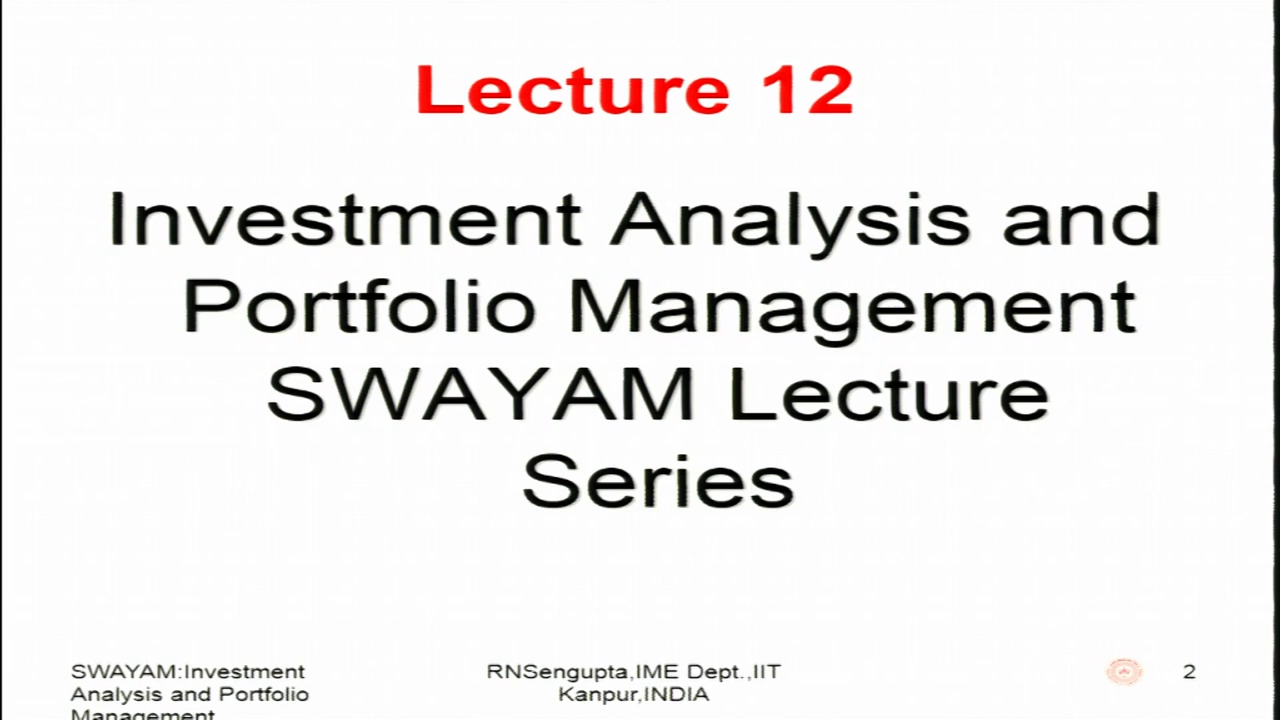 Lecture 12
Investment Analysis and
Portfolio Management
SWAYAM Lecture
Series
SWAYAM:Investment
Analysis and Portfolio
Management
RNSengupta,IME Dept.,IIT
Kanpur,INDIA
2